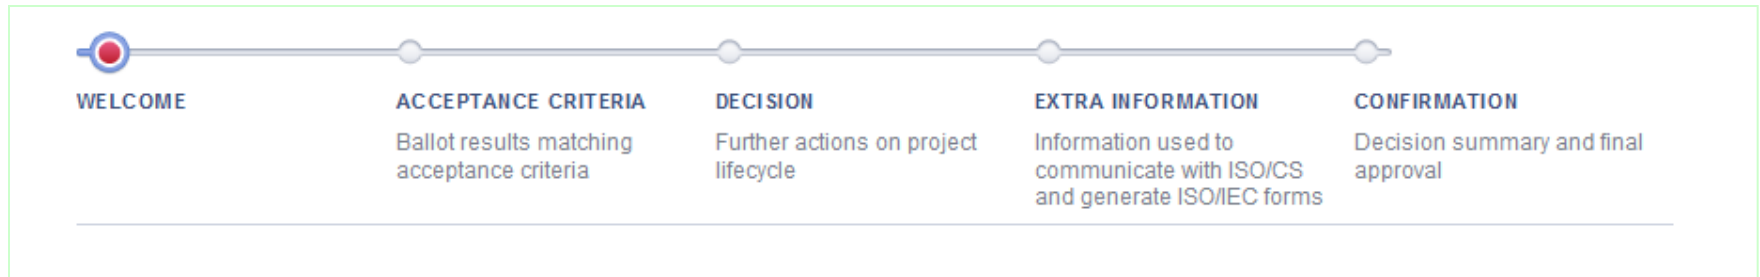 WELCOME
ACCEPTANCE CRITERIA
Ballot results matching
acceptance criteria
DECISION
Further actions on project
lifecycle
EXTRA INFORMATION
Information used to
communicate with ISO/CS
and generate ISO/IEC forms
CONFIRMATION
Decision summary and final
approval